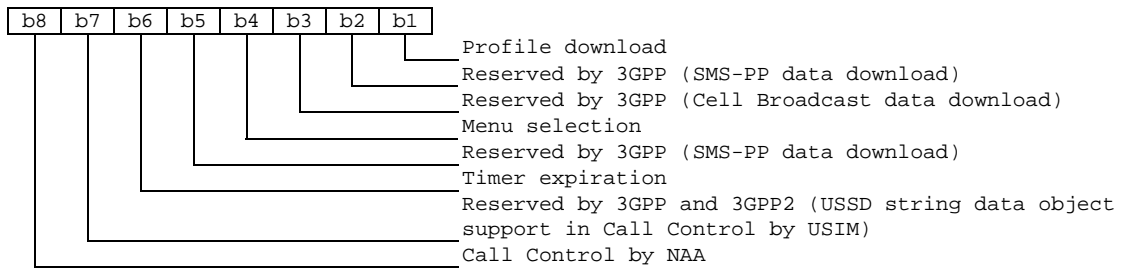 b8 b7 b6 b5 b4 b3 b2 b1
Profile download
Reserved by 3GPP (SMS-PP data download)
Reserved by 3GPP (Cell Broadcast data download)
Menu selection
Reserved by 3GPP (SMS-PP data download)
Timer expiration
Reserved by 3GPP and 3GPP2 (USSD string data object
support in Call Control by USIM)
Call Control by NAA